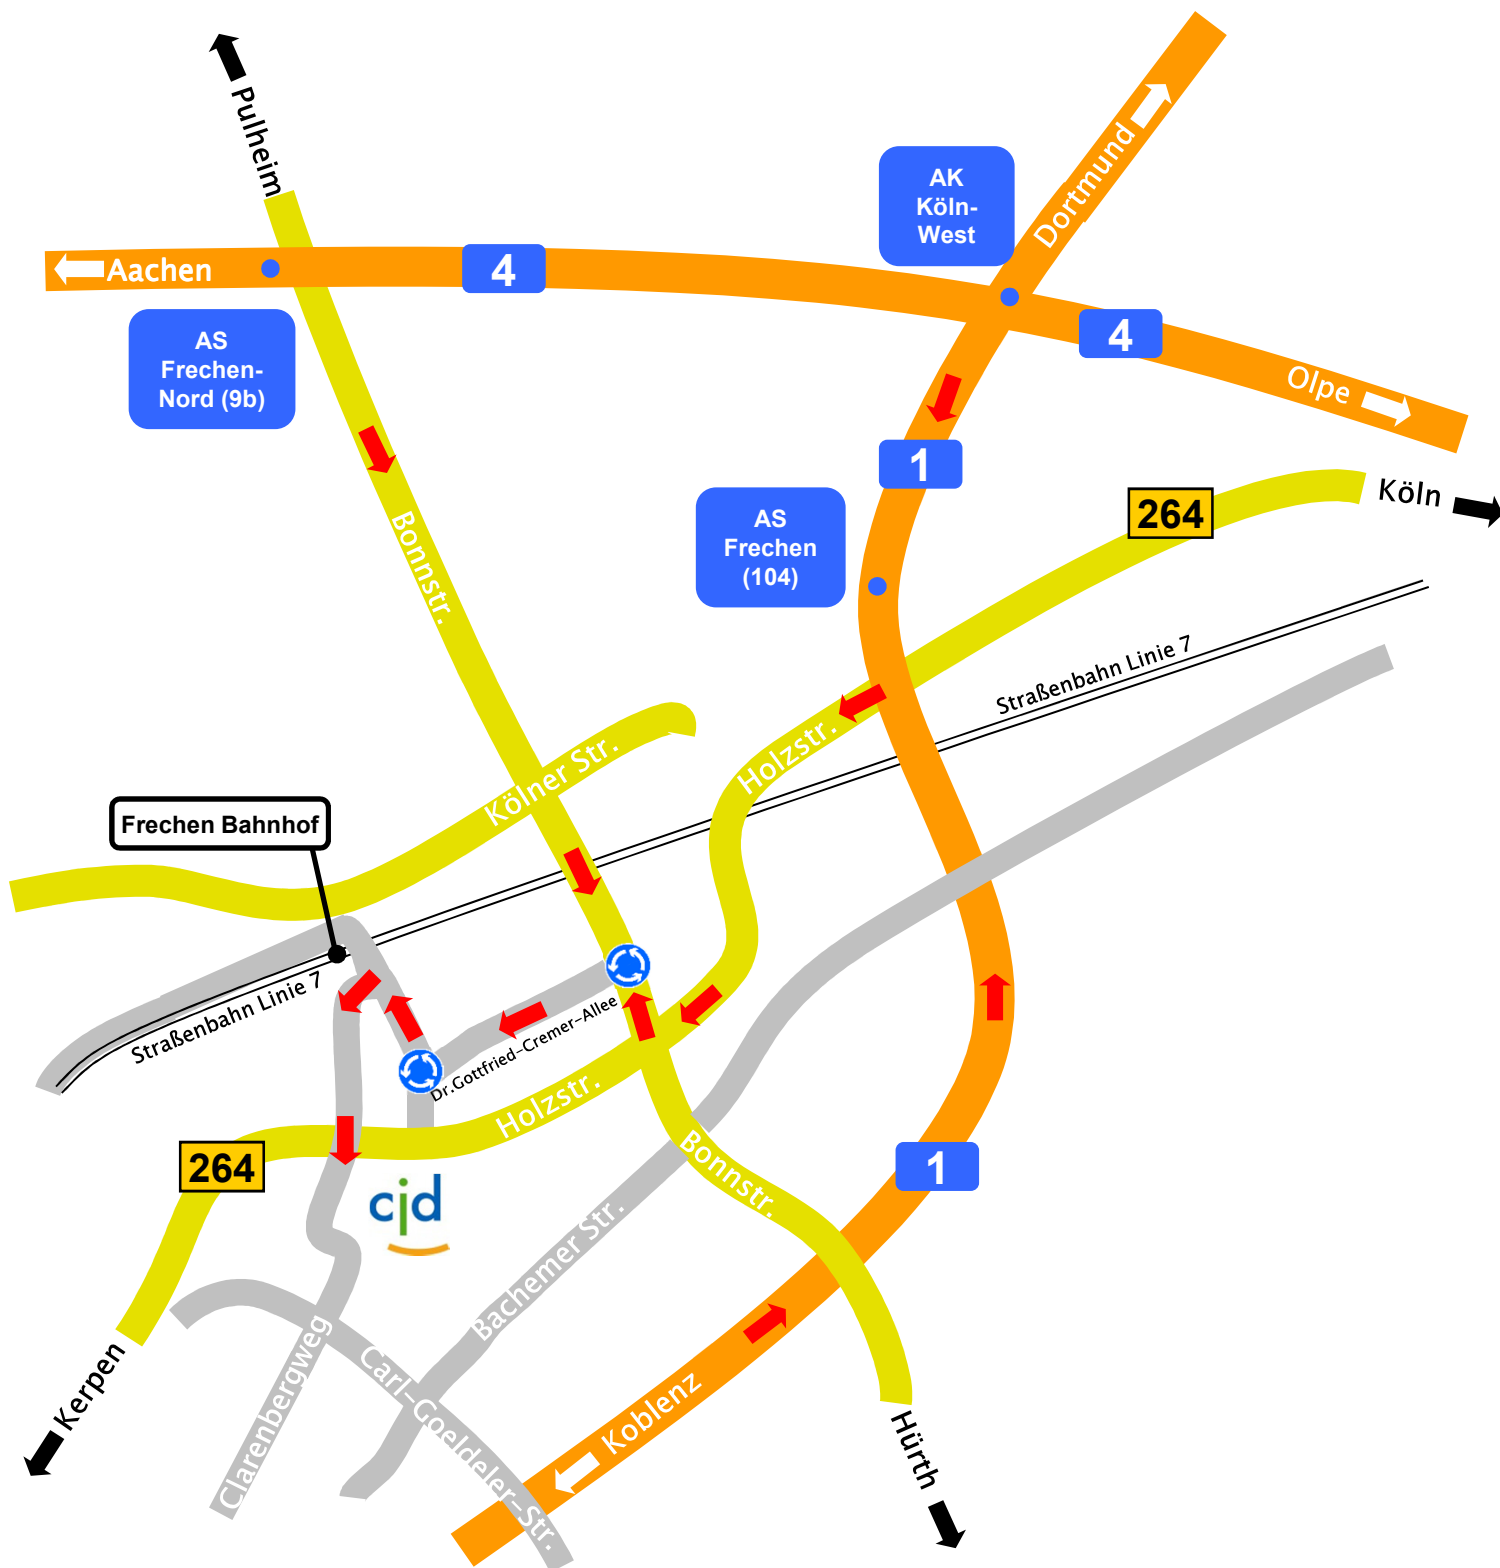 Pulheim
Dortmund
AK
Köln-
West
Aachen
4
4
AS
Frechen-
Nord (9b)
Olpe
1
Köln
264
AS
Frechen
(104)
Bonnstr.
Straßenbahn Linie 7
Holzstr.
Kölner Str.
Frechen Bahnhof
Straßenbahn Linie 7
Dr.Gottfried-Cremer-Allee
Holzstr.
264
1
Bonnstr.
cjd
Bachemer Str.
Kerpen
Clarenbergweg
Carl-Goeldeler-Str.
Koblenz
Hürth